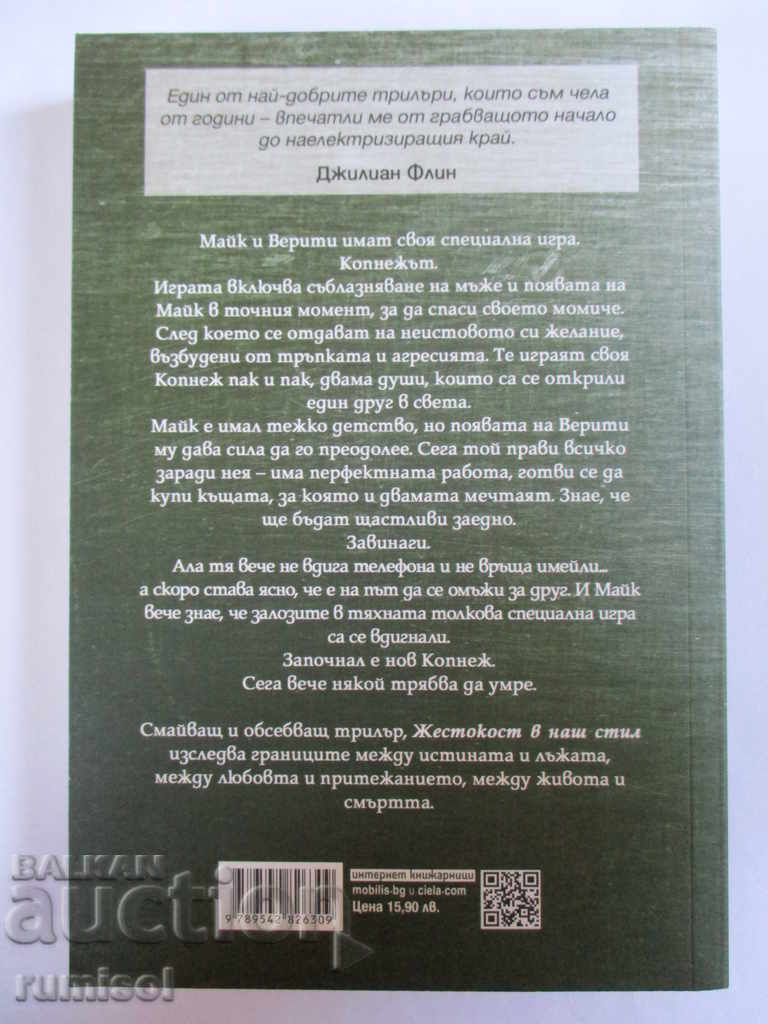 Един от най-добрите трилъри, които съм чела
от години – впечатли ме от грабващото начало
до наелектризиращия край.
Джилиан Флин
Майк и Верити имат своя специална игра.
Копнежът.
Играта включва съблазняване на мъже и появата на
Майк в точния момент, за да спаси своето момиче.
След което се отдават на неистовото си желание,
възбудени от тръпката и агресията. Те играят своя
Копнеж пак и пак, двама души, които са се открили
един друг в света.
Майк е имал тежко детство, но появата на Верити
му дава сила да го преодолее. Сега той прави всичко
заради нея – има перфектната работа, готви се да
купи къщата, за която и двамата мечтаят. Знае, че
ще бъдат щастливи заедно.
Завинаги.
Ала тя вече не вдига телефона и не връща имейли...
а скоро става ясно, че е на път да се омъжи за друг. И Майк
вече знае, че залозите в тяхната толкова специална игра
са се вдигнали.
Започнал е нов Копнеж.
Сега вече някой трябва да умре.
Смайващ и обсебващ трилър, Жестокост в наш стил
изследва границите между истината и лъжата,
между любовта и притежанието, между живота и
смъртта.
интернет книжарници
mobilis-bg и ciela-com
Цена 15,90 лв.
9 789542 826309
BALKAN
auction
rumisol